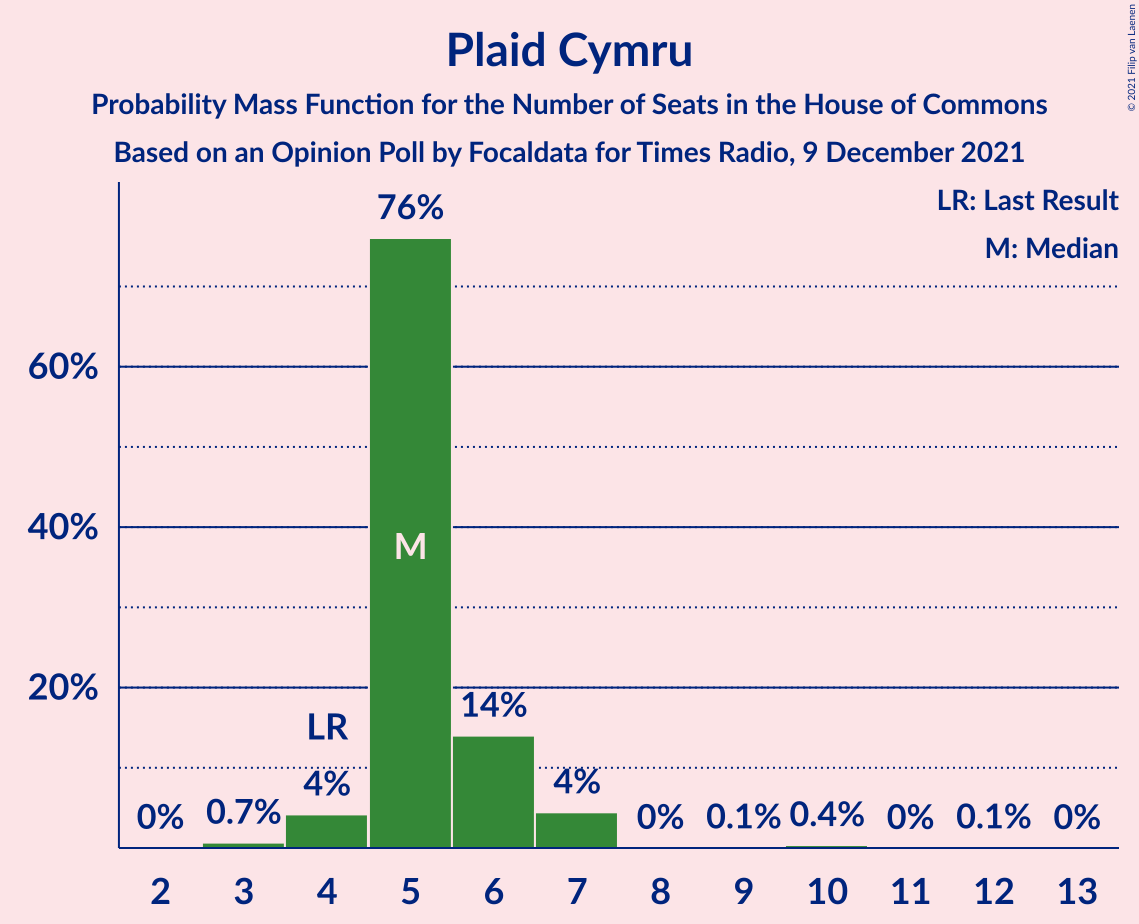 Plaid Cymru
Probability Mass Function for the Number of Seats in the House of Commons
Based on an Opinion Poll by Focaldata for Times Radio, 9 December 2021
© 2021 Filip van Laenen
LR: Last Result
M: Median
76%
60%
40%
M
20%
14%
LR
4%
4%
0%
0.7%
0%
0.1%
0.4%
0%
0.1%
0%
2 3 4 5 6 7 8 9 10 11 12 13